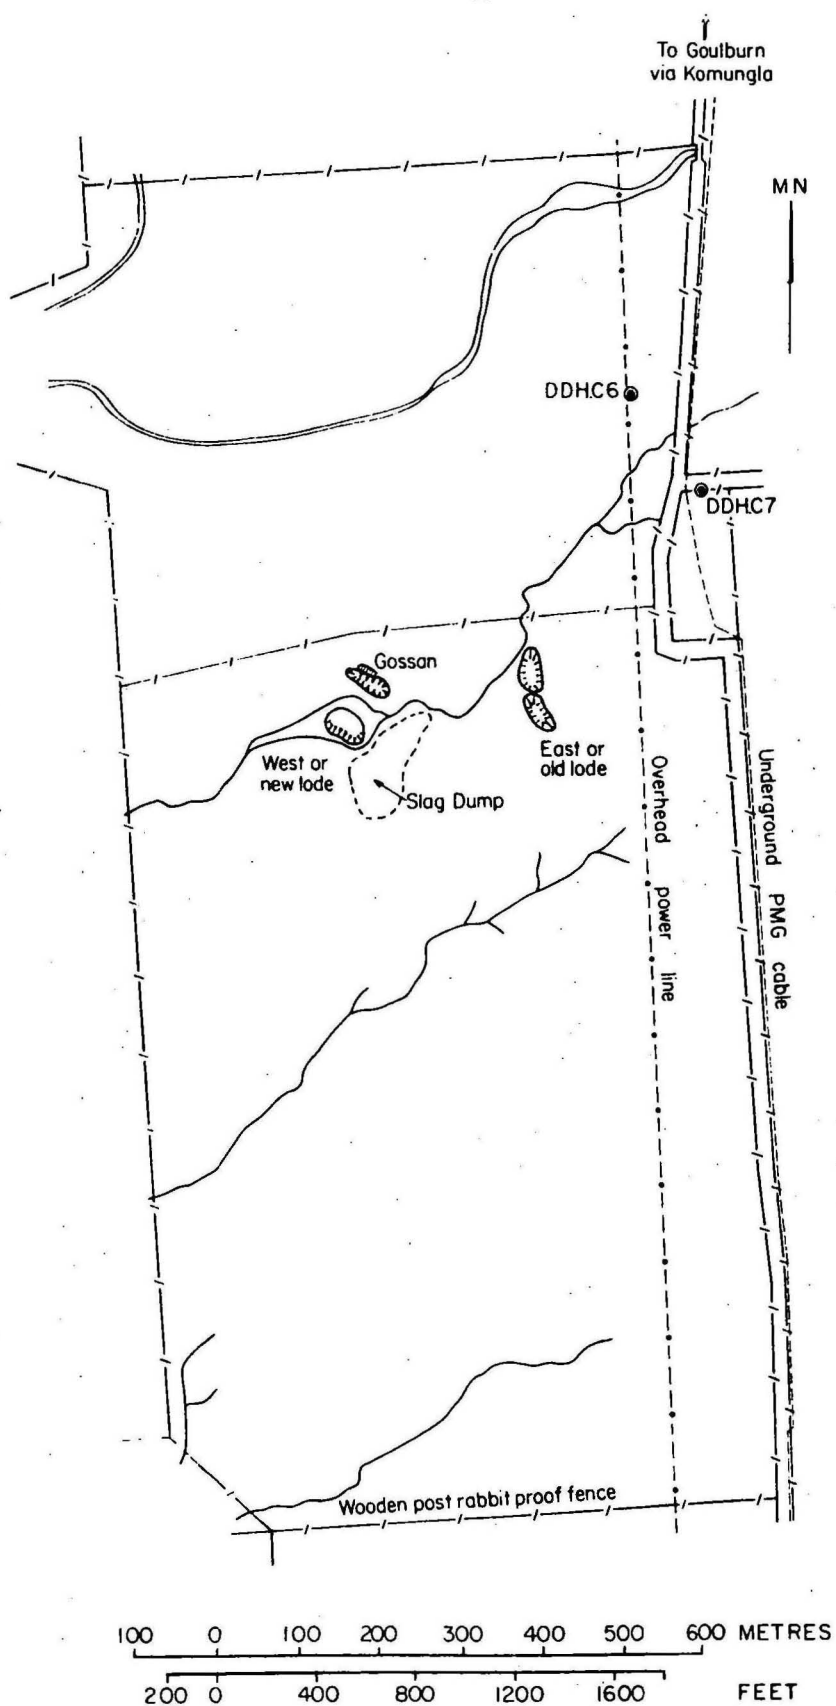 To Goulburn
via Komungla
MN
DDH.C6
DDH.C7
Gossan
West or
new lode
East or
old lode
Slag Dump
Overhead power line
Underground PMG cable
Wooden post rabbit proof fence
100 0 100 200 300 400 500 600 METRES
200 0 400 800 1200 1600 FEET